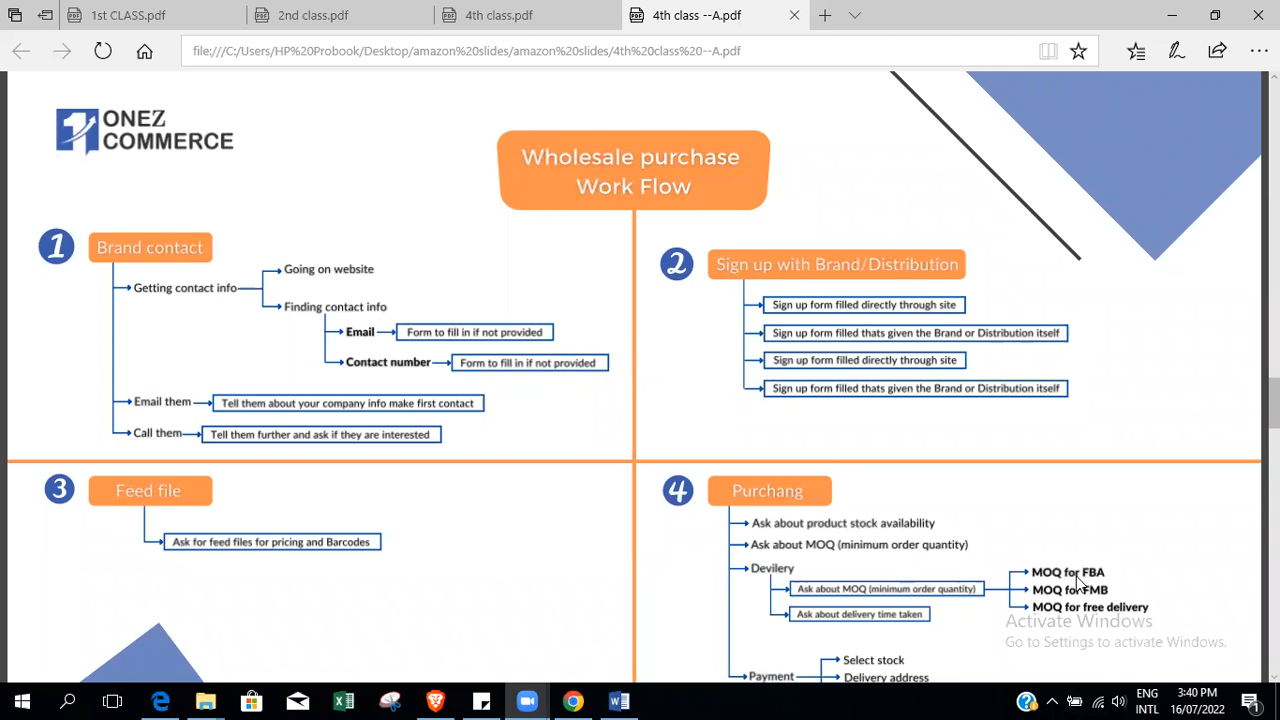 1st CLASS.pdf
2nd class.pdf
4th class.pdf
4th class --A.pdf
file:///C:/Users/HP%20Probook/Desktop/amazon%20slides/amazon%20slides/4th%20class%20--A.pdf
1
ONEZ
COMMERCE
Wholesale purchase
Work Flow
1
Brand contact
Getting contact info
Going on website
Finding contact info
Email
Form to fill in if not provided
Contact number
Form to fill in if not provided
Email them
Tell them about your company info make first contact
Call them
Tell them further and ask if they are interested
2
Sign up with Brand/Distribution
Sign up form filled directly through site
Sign up form filled thats given the Brand or Distribution itself
Sign up form filled directly through site
Sign up form filled thats given the Brand or Distribution itself
3
Feed file
Ask for feed files for pricing and Barcodes
4
Purchang
Ask about product stock availability
Ask about MOQ (minimum order quantity)
Devilery
Ask about MOQ (minimum order quantity)
MOQ for FBA
MOQ for FMB
MOQ for free delivery
Ask about delivery time taken
Payment
Select stock
Delivery address
Activate Windows
Go to Settings to activate Windows.
ENG
INTL
3:40 PM
16/07/2022
1